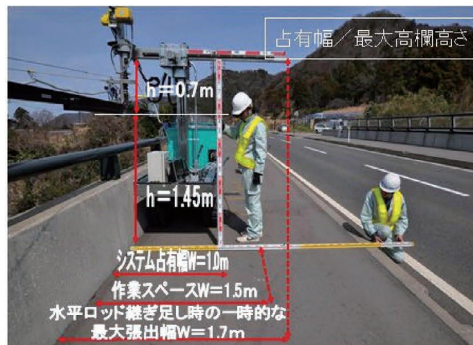 占有幅／最大高欄高さ
h=0.7m
h=1.45m
システム占有幅W=1.0m
作業スペースW=1.5m
水平ロッド継ぎ足し時の一時的な
最大張出幅W=1.7m